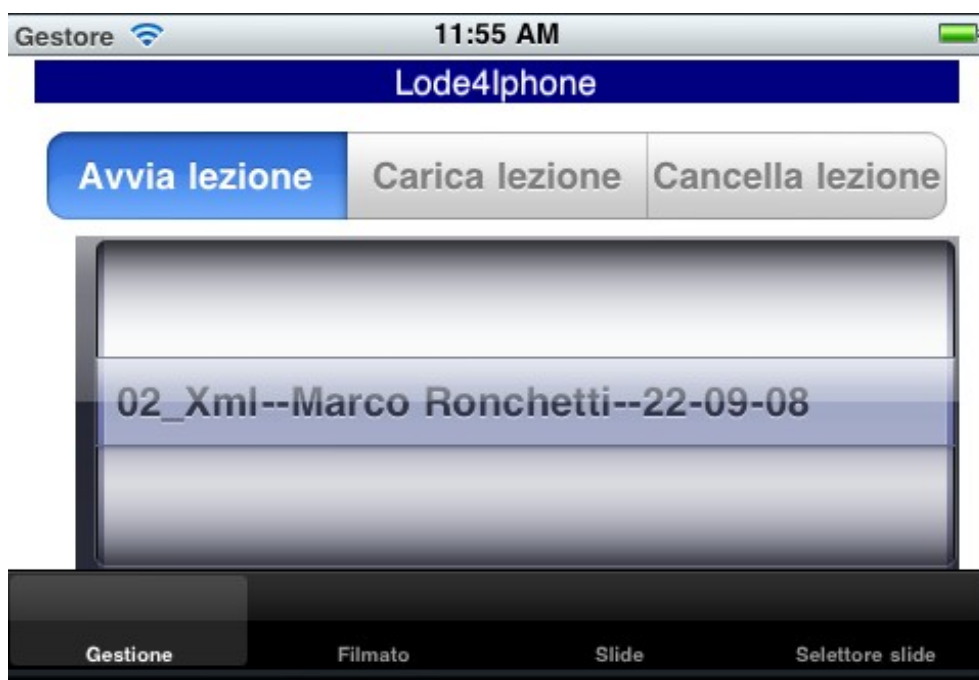 Gestore 11:55 AM
Lode4Iphone
Avvia lezione Carica lezione Cancella lezione
02_Xml--Marco Ronchetti--22-09-08
Gestione Filmato Slide Selettore slide